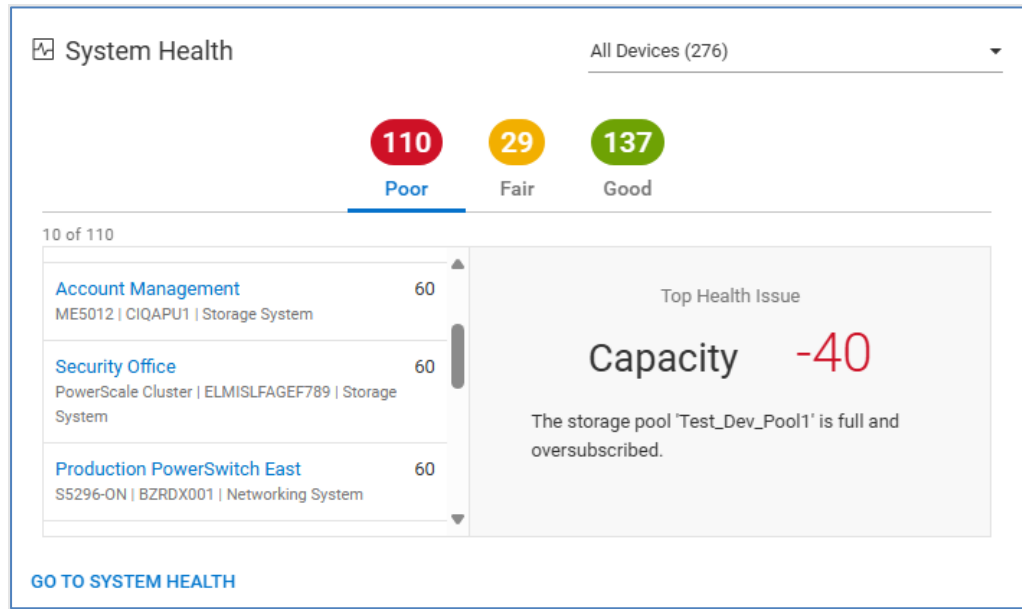 System Health
All Devices (276)
110
29
137
Poor
Fair
Good
10 of 110
Account Management 60
ME5012 | CIQAPU1 | Storage System
Security Office 60
PowerScale Cluster | ELMISLFAGEF789 | Storage
System
Production PowerSwitch East 60
S5296-ON | BZRDX001 | Networking System
Top Health Issue
Capacity -40
The storage pool 'Test_Dev_Pool1' is full and
oversubscribed.
GO TO SYSTEM HEALTH